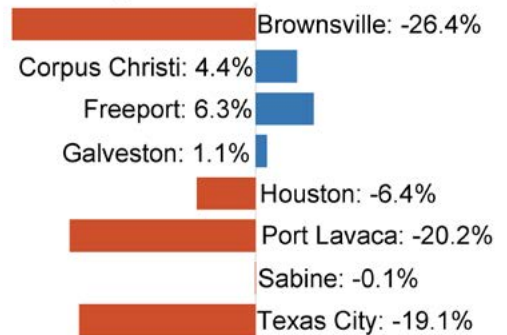 Brownsville: -26.4%
Corpus Christi: 4.4%
Freeport: 6.3%
Galveston: 1.1%
Houston: -6.4%
Port Lavaca: -20.2%
Sabine: -0.1%
Texas City: -19.1%